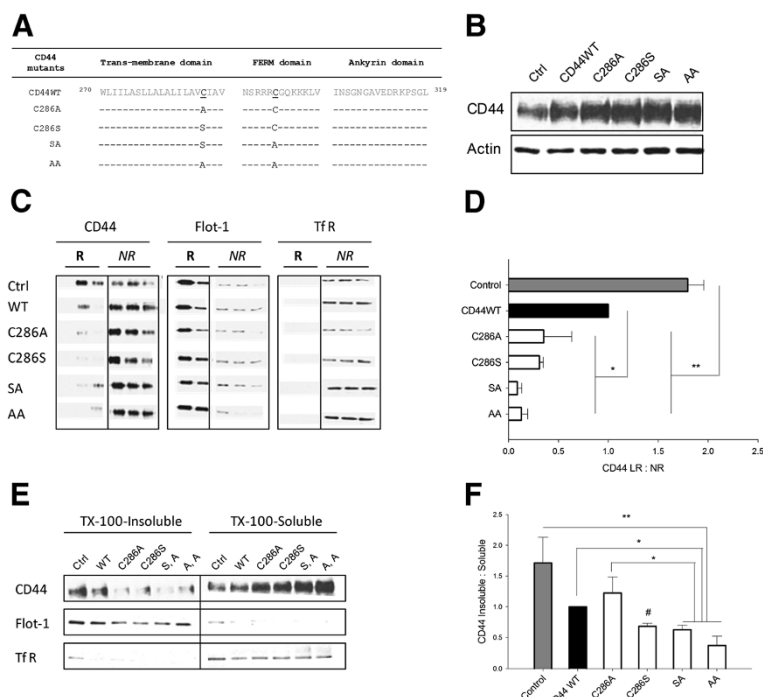 A
CD44 mutants Trans-membrane domain FERM domain Ankyrin domain
CD44WT 270 WLIILASLLALALILAVCIAV NSRRRCGQKKKLV INSGNGAVEDRKPSGL 319
C286A -----------------A--- -----C------- ----------------
C286S -----------------S--- -----C------- ----------------
SA -----------------S--- -----A------- ----------------
AA -----------------A--- -----A------- ----------------
B
Ctrl CD44WT C286A C286S SA AA
CD44
Actin
C
CD44 Flot-1 Tf R
R NR R NR R NR
Ctrl
WT
C286A
C286S
SA
AA
D
Control
CD44WT
C286A
C286S
SA
AA
* **
0.0 0.5 1.0 1.5 2.0 2.5
CD44 LR : NR
E
TX-100-Insoluble TX-100-Soluble
Ctrl WT C286A C286S S.A A.A Ctrl WT C286A C286S S.A A.A
CD44
Flot-1
Tf R
F
CD44 Insoluble : Soluble
2.5
2.0
1.5
1.0
0.5
0.0
**
*
*
#
Control CD44 WT C286A C286S SA AA